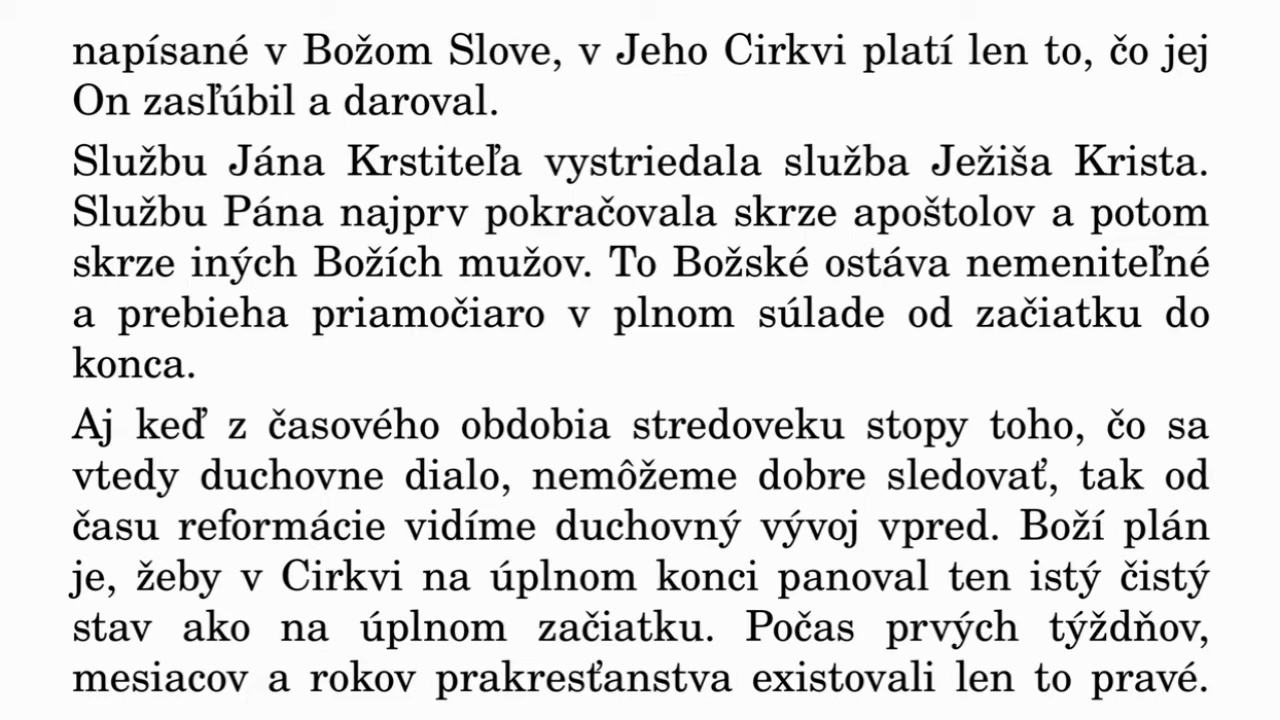 napísané v Božom Slove, v Jeho Cirkvi platí len to, čo jej
On zasľúbil a daroval.
Službu Jána Krstiteľa vystriedala služba Ježiša Krista.
Službu Pána najprv pokračovala skrze apoštolov a potom
skrze iných Božích mužov. To Božské ostáva nemeniteľné
a prebieha priamočiaro v plnom súlade od začiatku do
konca.
Aj keď z časového obdobia stredoveku stopy toho, čo sa
vtedy duchovne dialo, nemôžeme dobre sledovať, tak od
času reformácie vidíme duchovný vývoj vpred. Boží plán
je, žeby v Cirkvi na úplnom konci panoval ten istý čistý
stav ako na úplnom začiatku. Počas prvých týždňov,
mesiacov a rokov prakresťanstva existovali len to pravé.